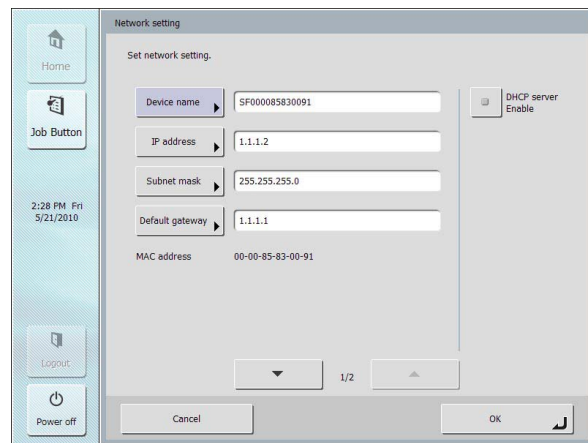 Network setting
Home
Set network setting.
Device name
SF000085830091
DHCP server
Enable
Job Button
IP address
1.1.1.2
Subnet mask
255.255.255.0
2:28 PM Fri
5/21/2010
Default gateway
1.1.1.1
MAC address
00-00-85-83-00-91
Logout
1/2
Power off
Cancel
OK